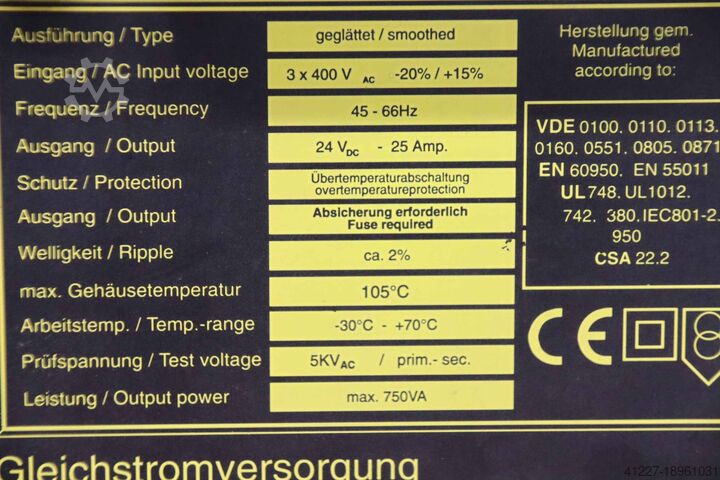 Ausführung / Type geglättet / smoothed
Eingang / AC Input voltage 3 x 400 V AC -20% / +15%
Frequenz / Frequency 45 - 66Hz
Ausgang / Output 24 VDC - 25 Amp.
Schutz / Protection Übertemperaturabschaltung
overtemperatureprotection
Ausgang / Output Absicherung erforderlich
Fuse required
Welligkeit / Ripple ca. 2%
max. Gehäusetemperatur 105°C
Arbeitstemp. / Temp.-range -30°C - +70°C
Prüfspannung / Test voltage 5KVAC / prim.- sec.
Leistung / Output power max. 750VA
Herstellung gem.
Manufactured
according to:
VDE 0100. 0110. 0113.
0160. 0551. 0805. 0871
EN 60950. EN 55011
UL 748. UL1012.
742. 380. IEC801-2.
950
CSA 22.2
CE
Gleichstromversorgung
41227-18961031